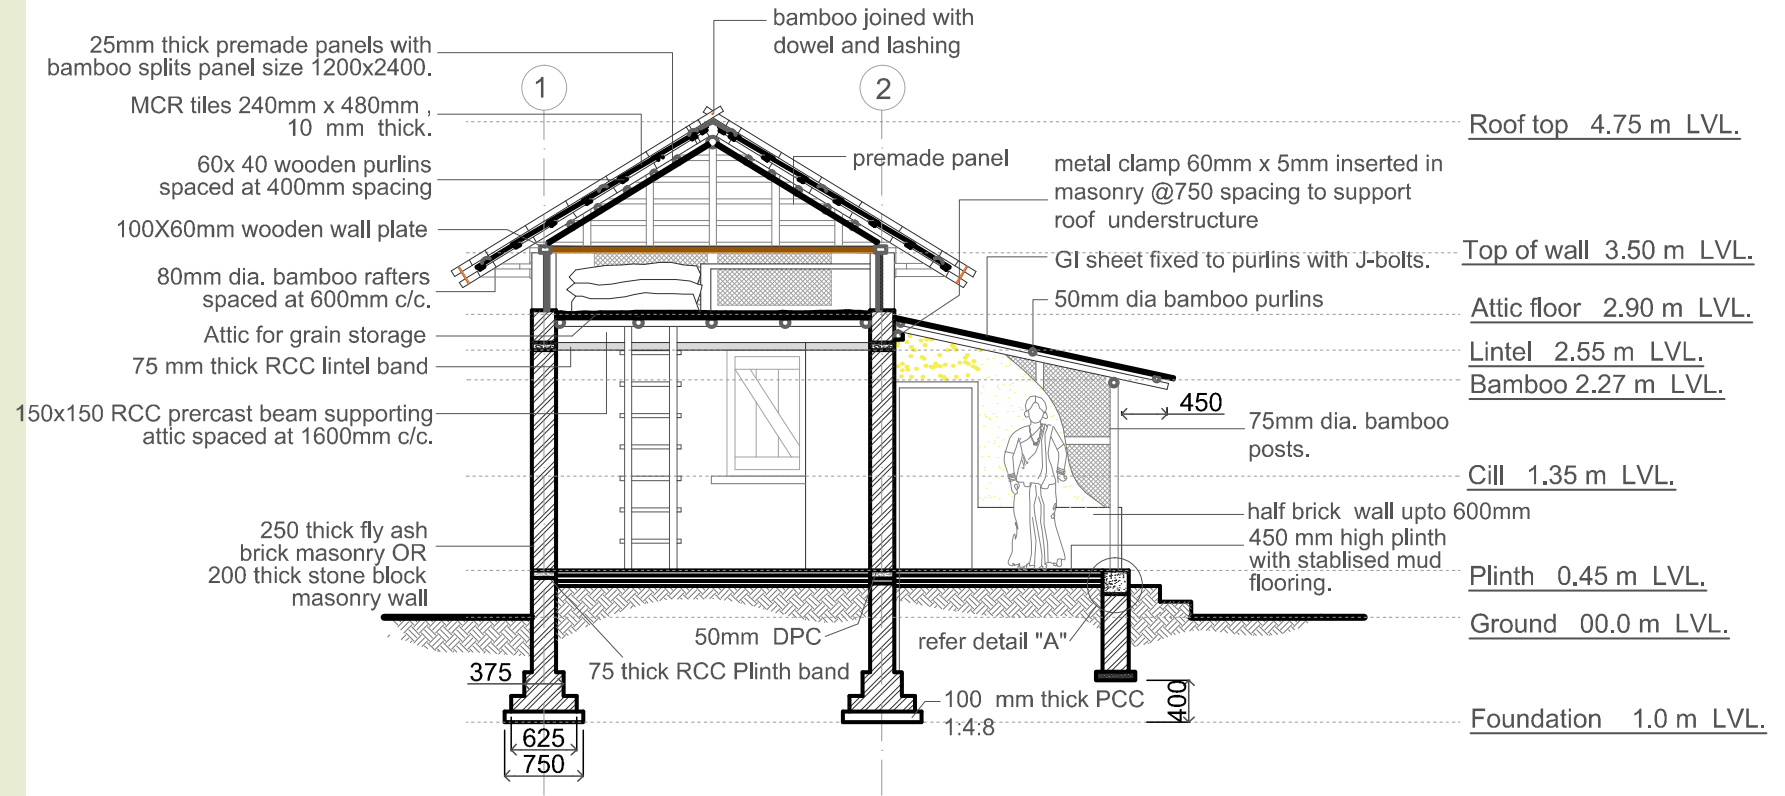 bamboo joined with
dowel and lashing
25mm thick premade panels with
bamboo splits panel size 1200x2400.
1
2
MCR tiles 240mm x 480mm ,
10 mm thick.
60x 40 wooden purlins
spaced at 400mm spacing
100X60mm wooden wall plate
80mm dia. bamboo rafters
spaced at 600mm c/c.
Attic for grain storage
75 mm thick RCC lintel band
150x150 RCC prercast beam supporting
attic spaced at 1600mm c/c.
250 thick fly ash
brick masonry OR
200 thick stone block
masonry wall
premade panel
metal clamp 60mm x 5mm inserted in
masonry @750 spacing to support
roof understructure
GI sheet fixed to purlins with J-bolts.
50mm dia bamboo purlins
450
75mm dia. bamboo
posts.
half brick wall upto 600mm
450 mm high plinth
with stablised mud
flooring.
50mm DPC
refer detail "A"
75 thick RCC Plinth band
375
100 mm thick PCC
1:4:8
400
625
750
Roof top 4.75 m LVL.
Top of wall 3.50 m LVL.
Attic floor 2.90 m LVL.
Lintel 2.55 m LVL.
Bamboo 2.27 m LVL.
Cill 1.35 m LVL.
Plinth 0.45 m LVL.
Ground 00.0 m LVL.
Foundation 1.0 m LVL.